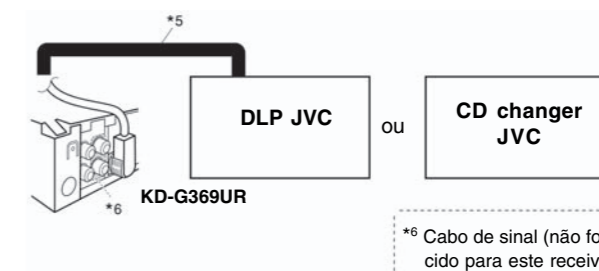 *5
DLP JVC
ou
CD changer
JVC
KD-G369UR
*6
*6 Cabo de sinal (não fo
cido para este receiv